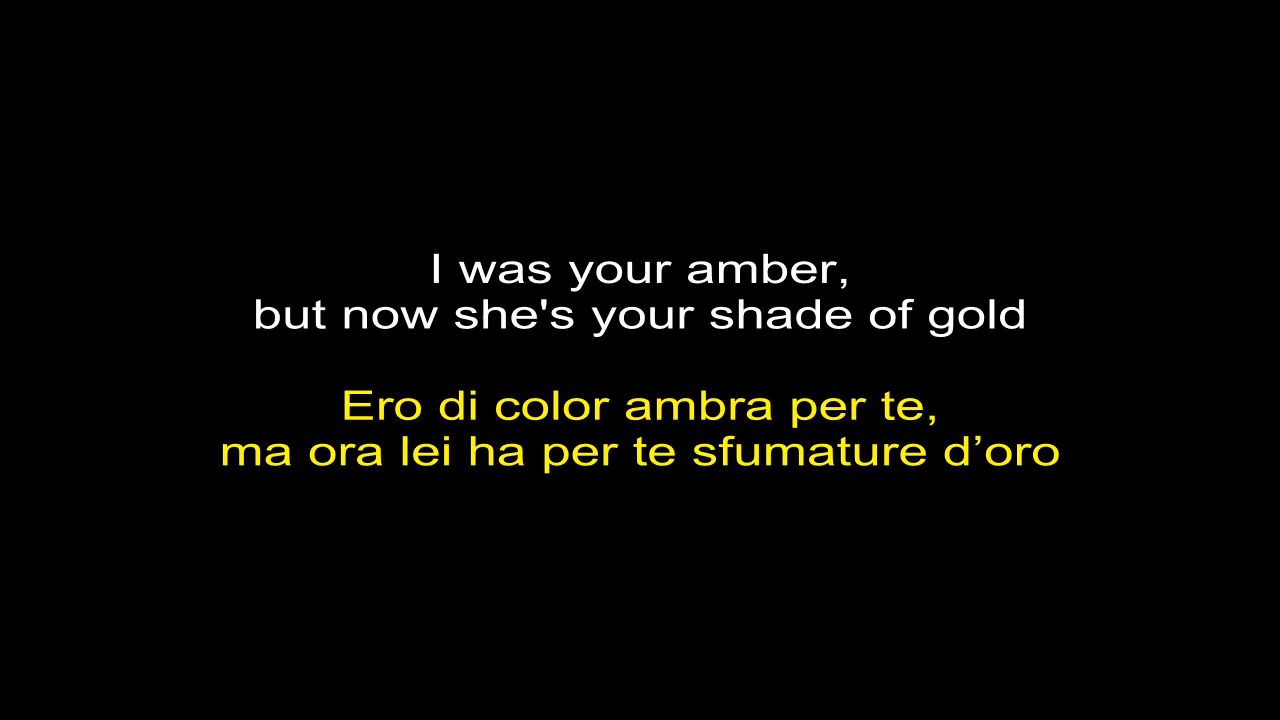 I was your amber,
but now she's your shade of gold
Ero di color ambra per te,
ma ora lei ha per te sfumature d’oro